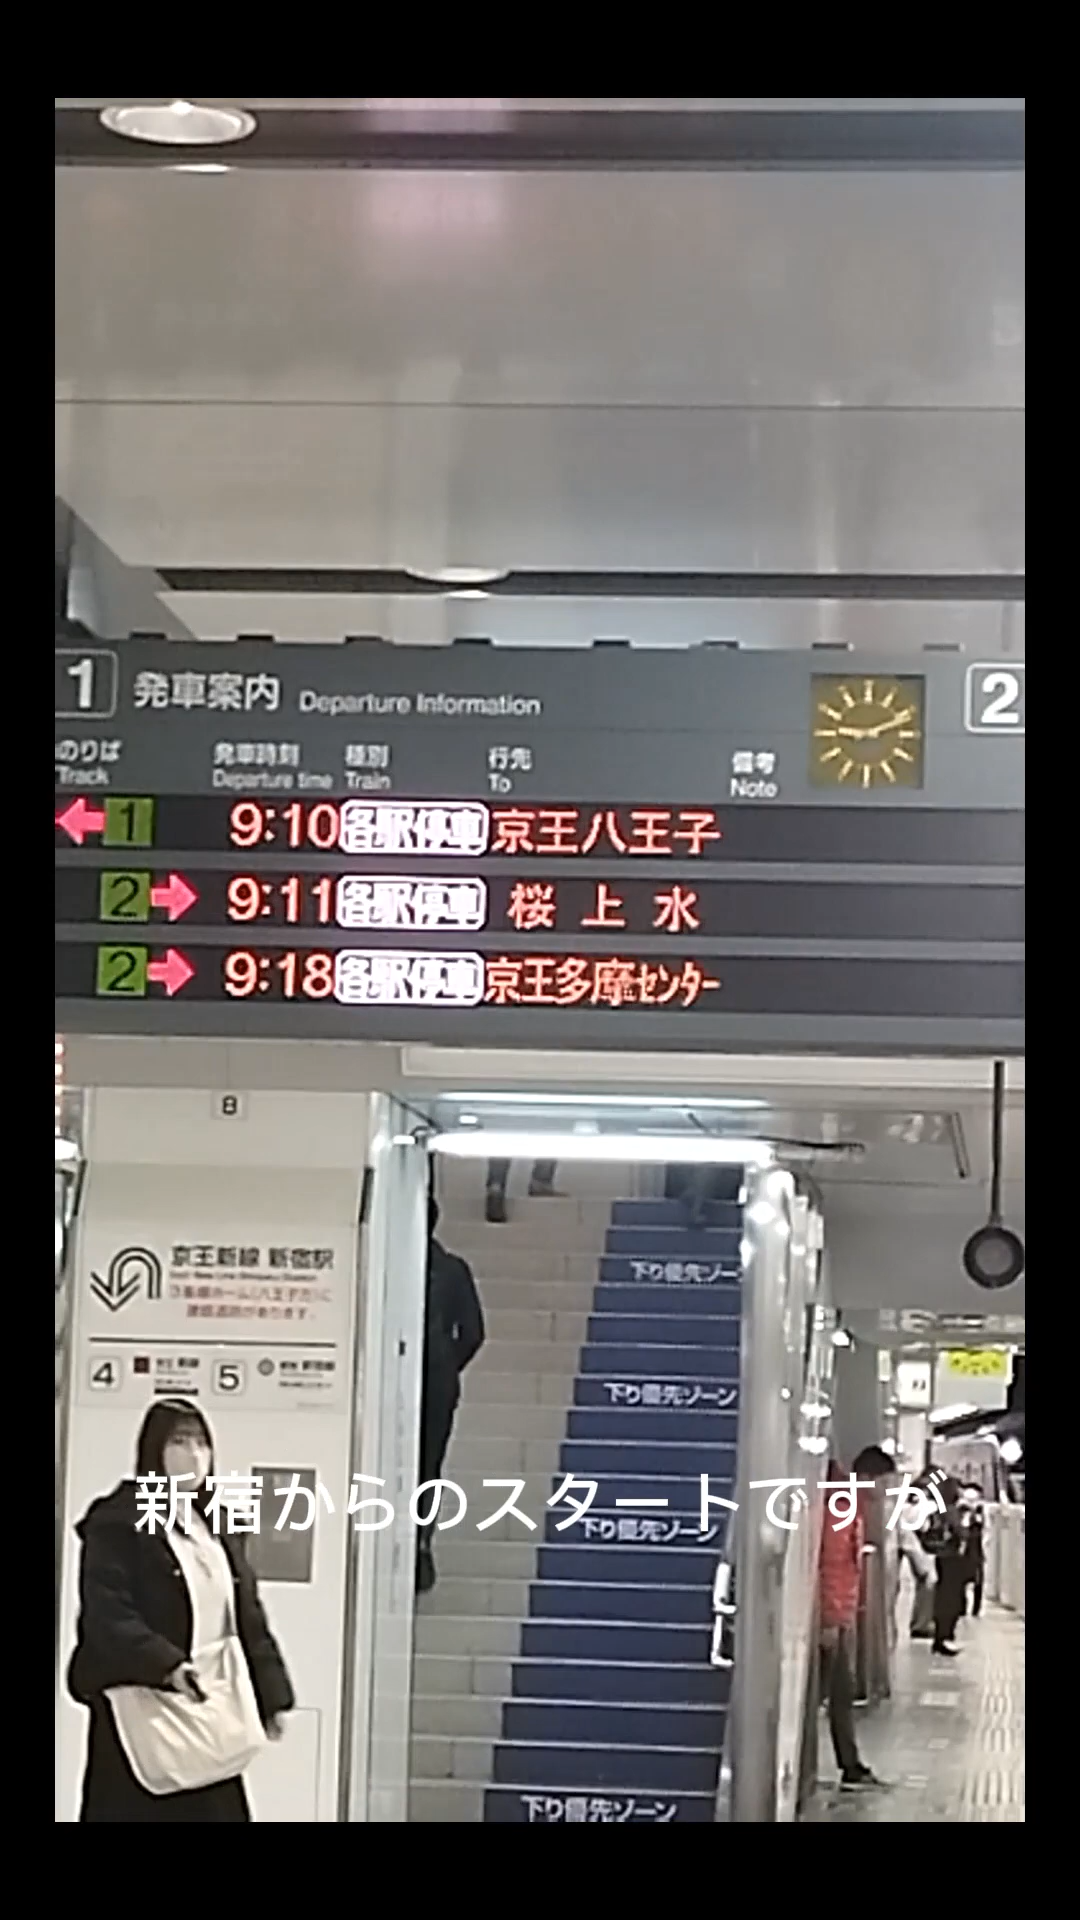 1 発車案内 Departure Information 2
のりば 発車時刻 種別 行先 備考
Track Departure time Train To Note
1 9:10 各駅停車 京王八王子
2 9:11 各駅停車 桜上水
2 9:18 各駅停車 京王多摩センター
8
京王新線 新宿駅
4 5
下り優先ゾーン
下り優先ゾーン
新宿からのスタートですが
下り優先ゾーン
下り優先ゾーン